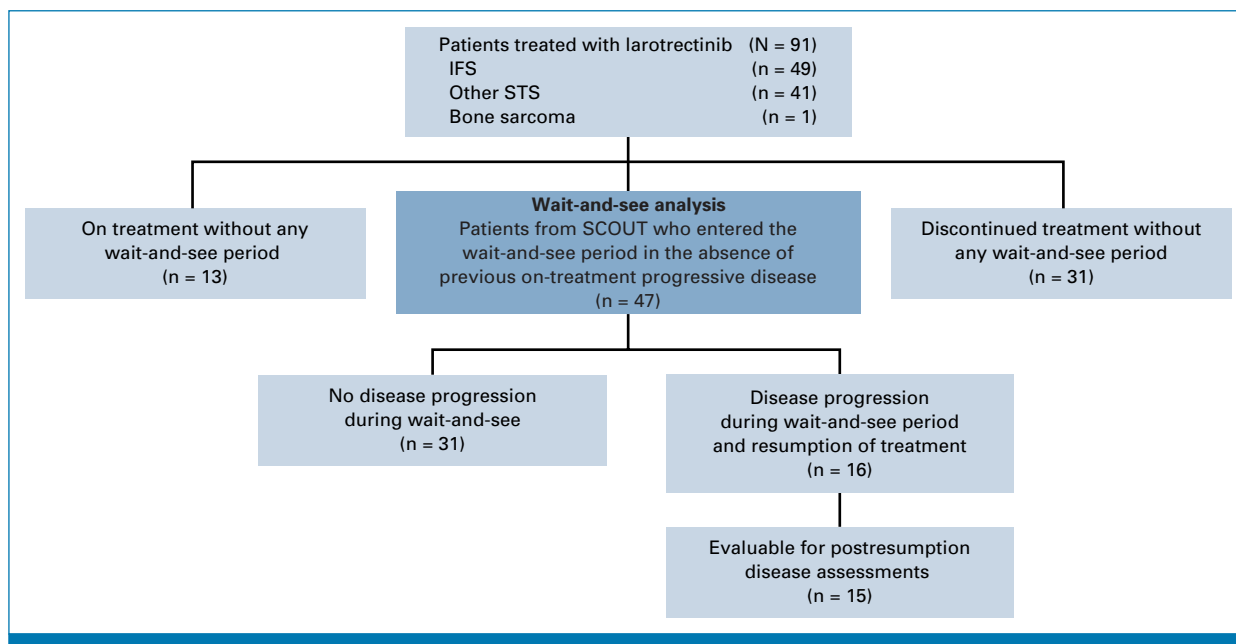 Patients treated with larotrectinib (N = 91)
IFS (n = 49)
Other STS (n = 41)
Bone sarcoma (n = 1)
On treatment without any
wait-and-see period
(n = 13)
Wait-and-see analysis
Patients from SCOUT who entered the
wait-and-see period in the absence of
previous on-treatment progressive disease
(n = 47)
Discontinued treatment without
any wait-and-see period
(n = 31)
No disease progression
during wait-and-see
(n = 31)
Disease progression
during wait-and-see period
and resumption of treatment
(n = 16)
Evaluable for postresumption
disease assessments
(n = 15)